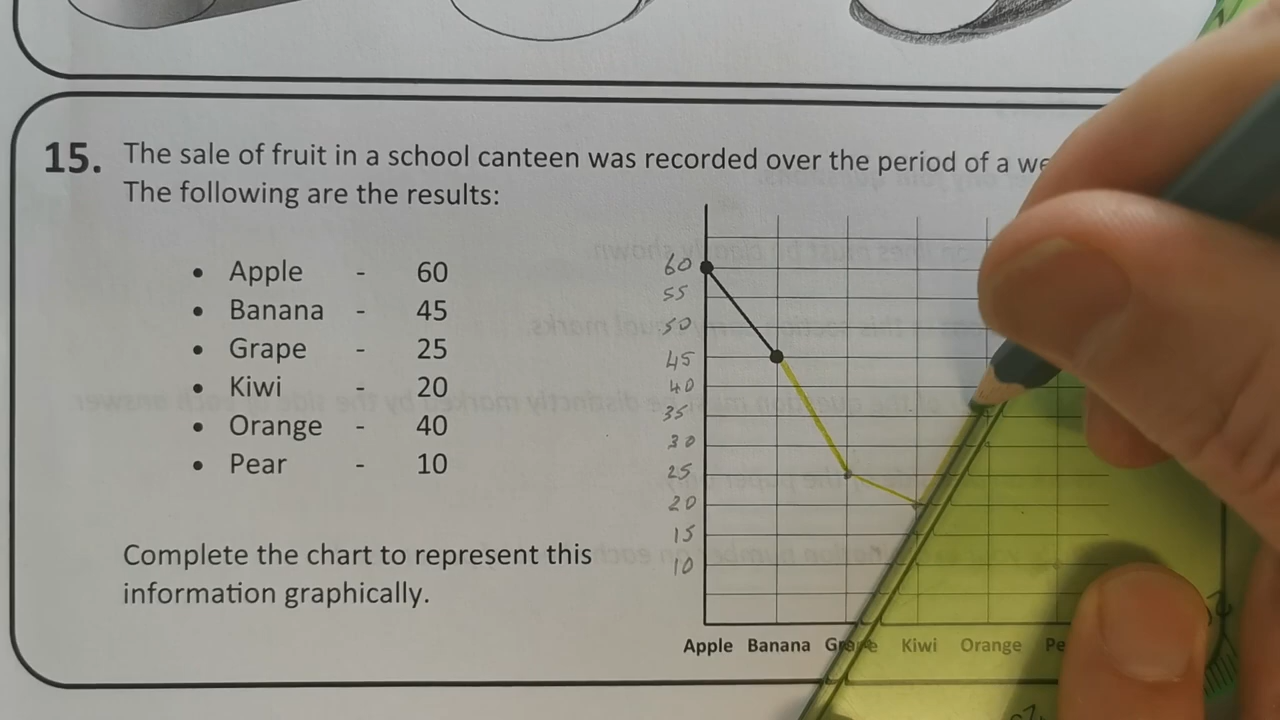 15. The sale of fruit in a school canteen was recorded over the period of a
The following are the results:
• Apple - 60
• Banana - 45
• Grape - 25
• Kiwi - 20
• Orange - 40
• Pear - 10
Complete the chart to represent this
information graphically.
60
55
50
45
40
35
30
25
20
15
10
Apple Banana Grape Kiwi Orange